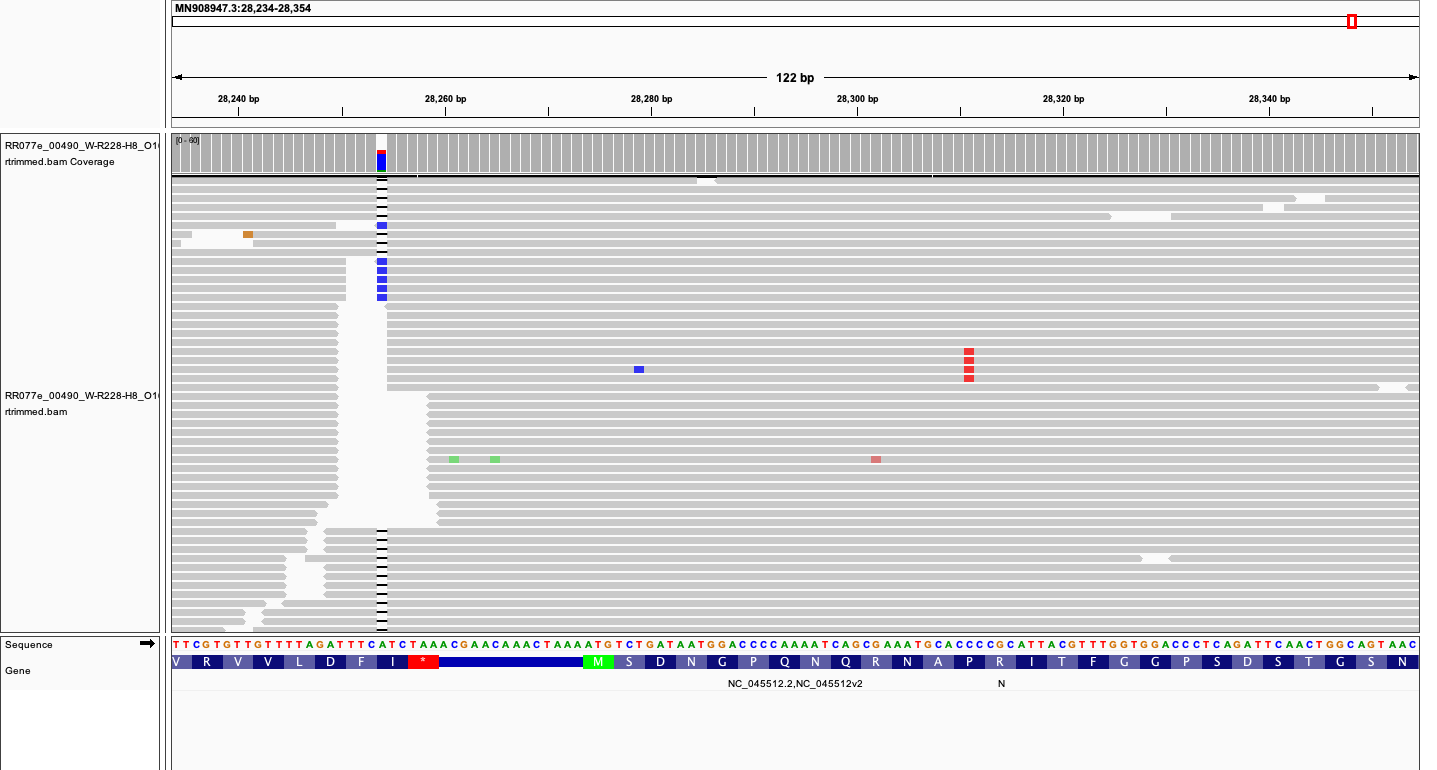 MN908947.3:28,234-28,354
122 bp
28,240 bp 28,260 bp 28,280 bp 28,300 bp 28,320 bp 28,340 bp
RR077e_00490_W-R228-H8_O1
rtrimmed.bam Coverage
[0 - 60]
RR077e_00490_W-R228-H8_O1
rtrimmed.bam
Sequence
TTCGTGTTGTTTTAGATTTCATCTAAACGAACAAACTAAAATGTCTGATAATGGACCCCAAAATCAGCGAAATGCACCCCGCATTACGTTTGGTGGACCCTCAGATTCAACTGGCAGTAAC
Gene
V R V V L D F I * M S D N G P Q N Q R N A P R I T F G G P S D S T G S N
NC_045512.2,NC_045512v2 N